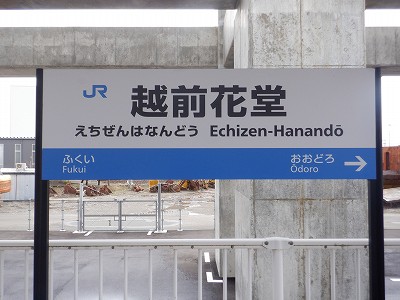 JR 越前花堂
えちぜんはなんどう Echizen-Hanandō
ふくい おおどろ
Fukui Ōdoro